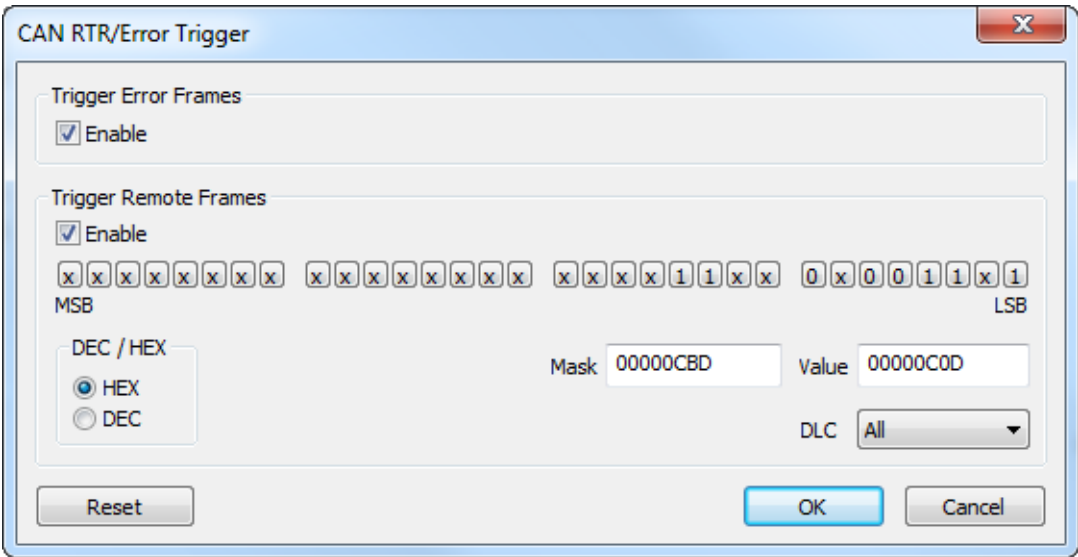 CAN RTR/Error Trigger
Trigger Error Frames
Enable
Trigger Remote Frames
Enable
x x x x x x x x x x x x x x x x x x x x 1 1 x x 0 x 0 0 1 1 x 1
MSB LSB
DEC / HEX
HEX
DEC
Mask 00000CBD Value 00000C0D
DLC All
Reset OK Cancel